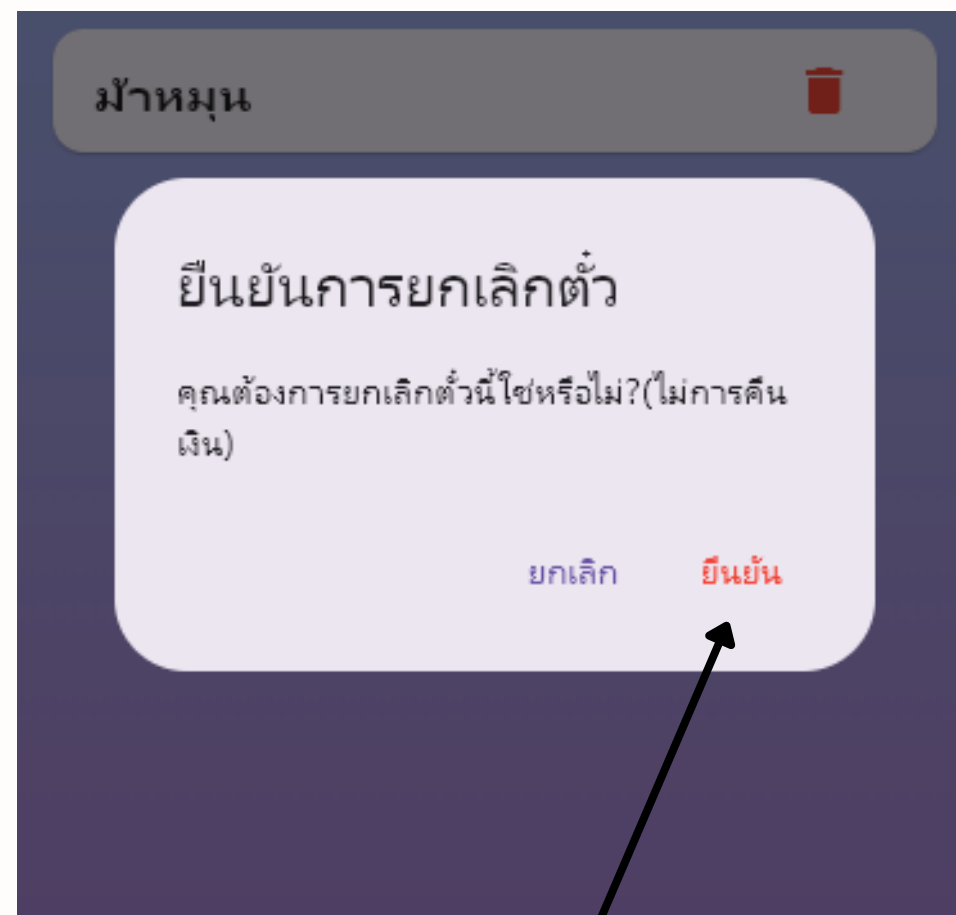 ม้าหมุน
ยืนยันการยกเลิกตั๋ว
คุณต้องการยกเลิกตั๋วนี้ใช่หรือไม่?(ไม่การคืน
เงิน)
ยกเลิก ยืนยัน